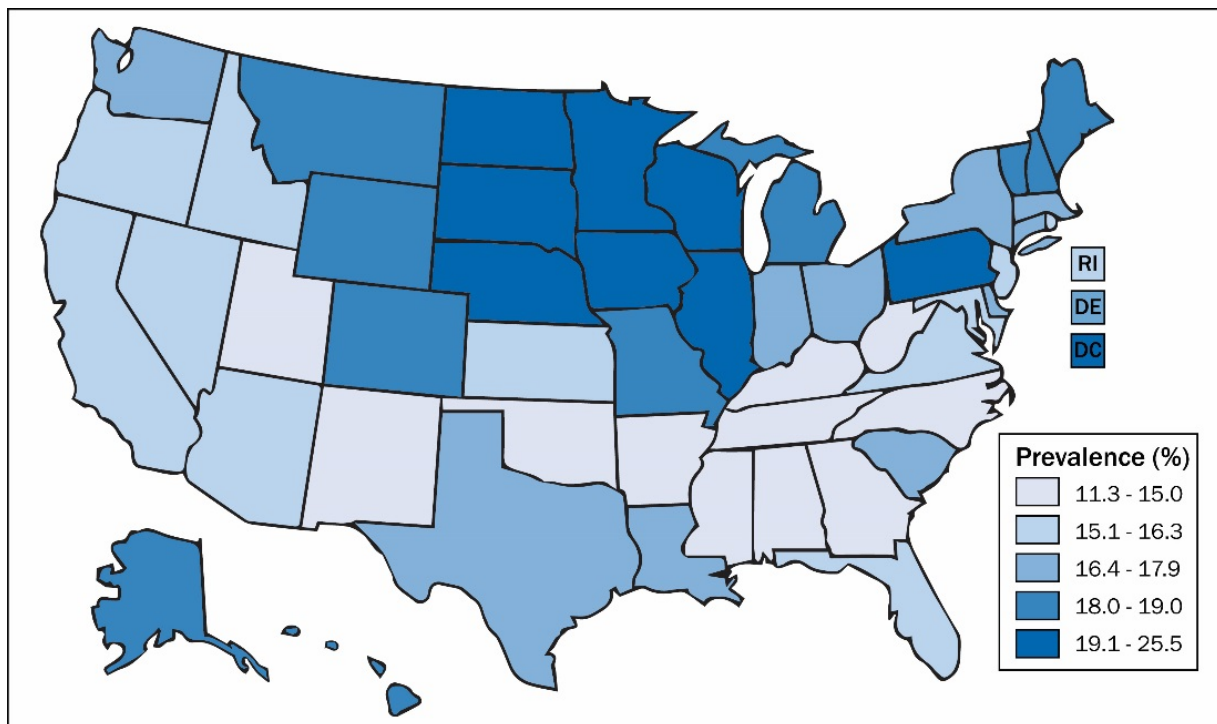 RI
DE
DC
Prevalence (%)
11.3 - 15.0
15.1 - 16.3
16.4 - 17.9
18.0 - 19.0
19.1 - 25.5